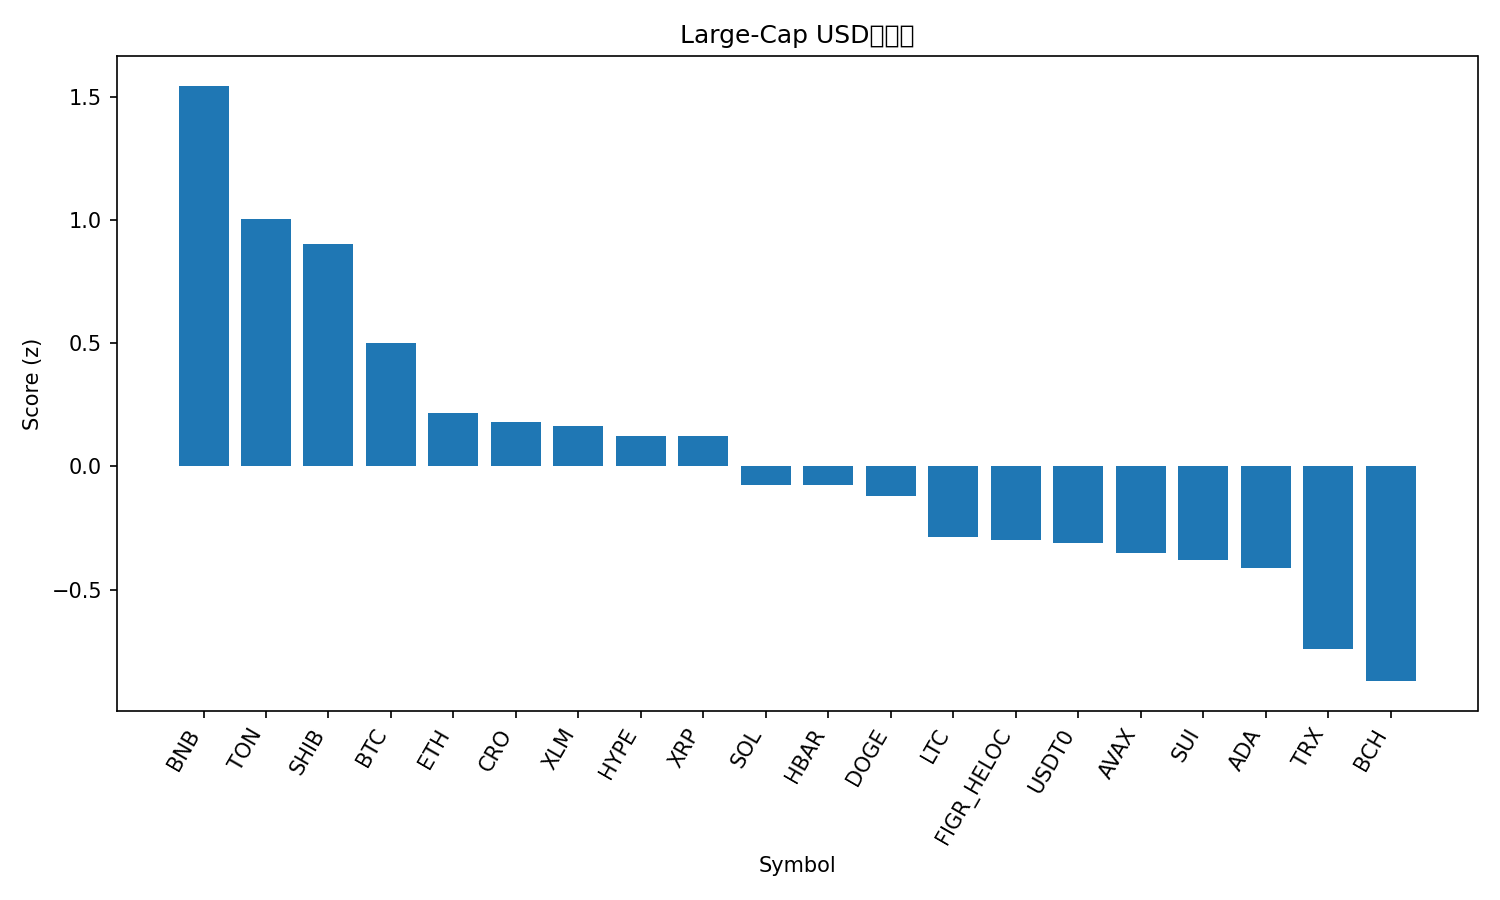 Large-Cap USD
Score (z)
1.5
1.0
0.5
0.0
−0.5
BNB
TON
SHIB
BTC
ETH
CRO
XLM
HYPE
XRP
SOL
HBAR
DOGE
LTC
FIGR_HELOC
USDT0
AVAX
SUI
ADA
TRX
BCH
Symbol